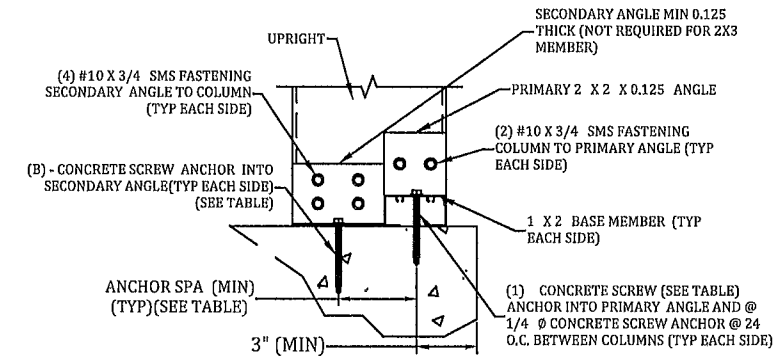 SECONDARY ANGLE MIN 0.125
THICK (NOT REQUIRED FOR 2X3
MEMBER)
UPRIGHT
(4) #10 X 3/4 SMS FASTENING
SECONDARY ANGLE TO COLUMN
(TYP EACH SIDE)
PRIMARY 2 X 2 X 0.125 ANGLE
(2) #10 X 3/4 SMS FASTENING
COLUMN TO PRIMARY ANGLE (TYP
EACH SIDE)
(B) - CONCRETE SCREW ANCHOR INTO
SECONDARY ANGLE(TYP EACH SIDE)
(SEE TABLE)
1 X 2 BASE MEMBER (TYP
EACH SIDE)
ANCHOR SPA (MIN)
(TYP)(SEE TABLE)
(1) CONCRETE SCREW (SEE TABLE)
ANCHOR INTO PRIMARY ANGLE AND @
1/4 Ø CONCRETE SCREW ANCHOR @ 24
O.C. BETWEEN COLUMNS (TYP EACH SIDE)
3" (MIN)